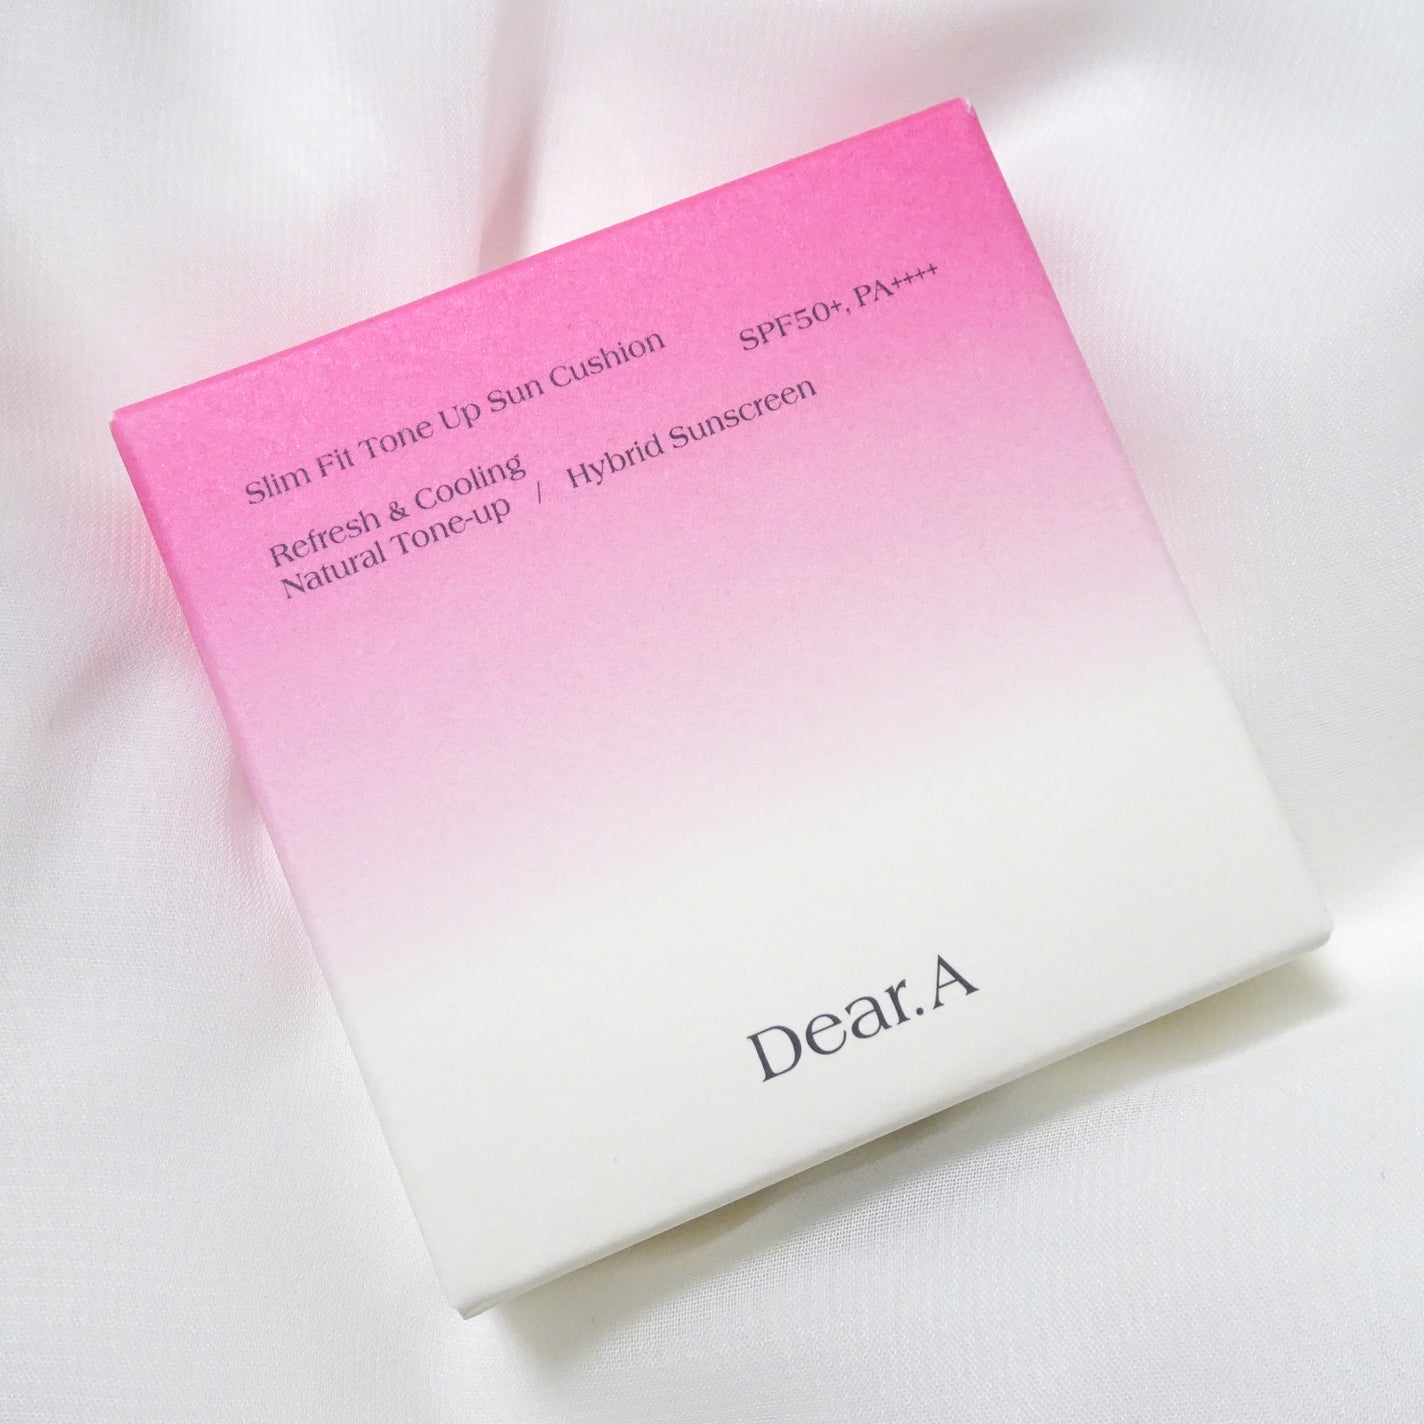 Slim Fit Tone Up Sun Cushion SPF50+, PA++++
Refresh & Cooling
Natural Tone-up / Hybrid Sunscreen
Dear.A